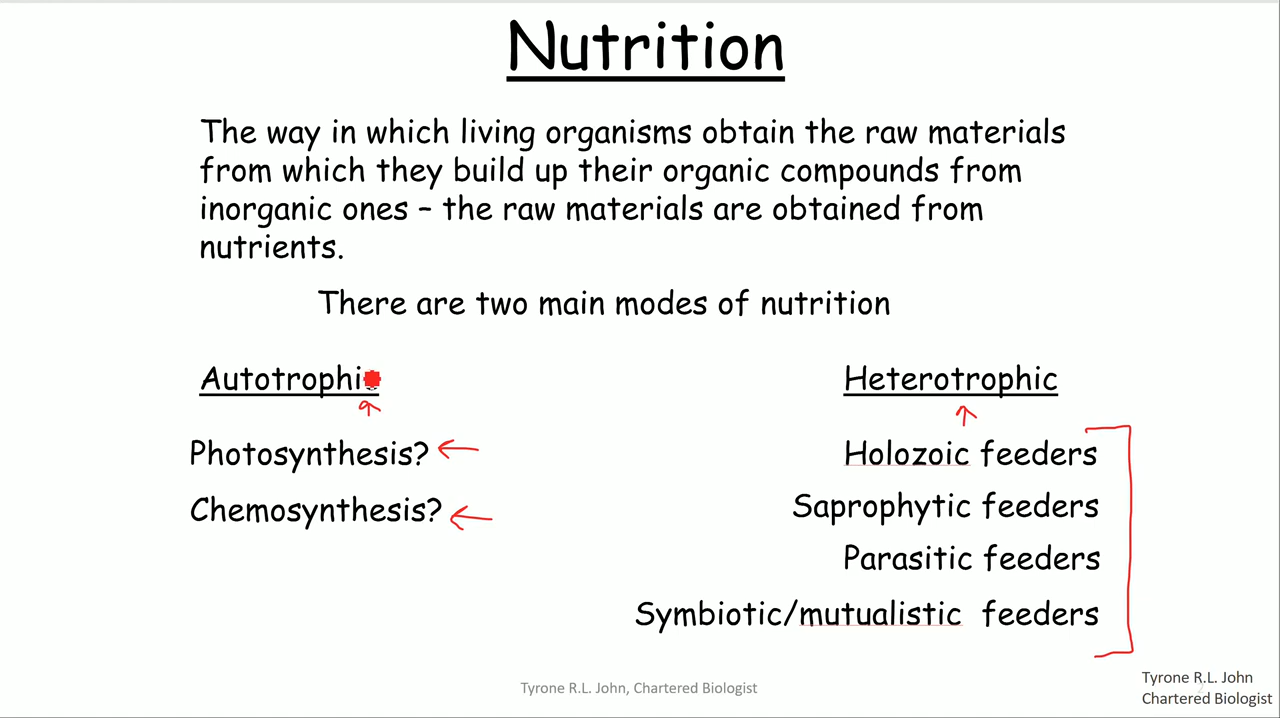 Nutrition
The way in which living organisms obtain the raw materials
from which they build up their organic compounds from
inorganic ones – the raw materials are obtained from
nutrients.
There are two main modes of nutrition
Autotrophi
Heterotrophic
Photosynthesis?
Holozoic feeders
Chemosynthesis?
Saprophytic feeders
Parasitic feeders
Symbiotic/mutualistic feeders
Tyrone R.L. John, Chartered Biologist
Tyrone R.L. John
Chartered Biologist